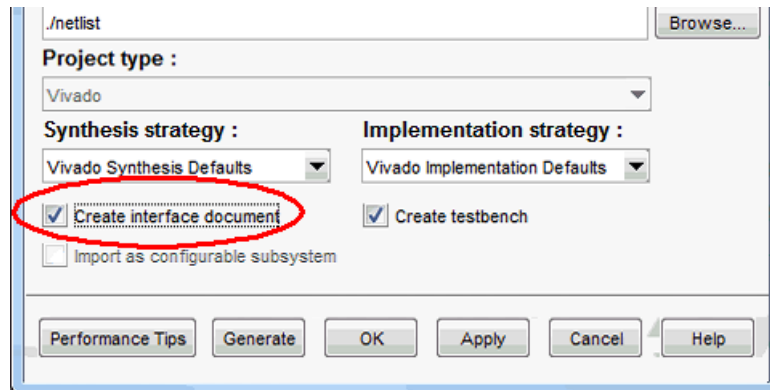 ./netlist Browse...
Project type :
Vivado
Synthesis strategy : Implementation strategy :
Vivado Synthesis Defaults Vivado Implementation Defaults
Create interface document Create testbench
Import as configurable subsystem
Performance Tips Generate OK Apply Cancel Help